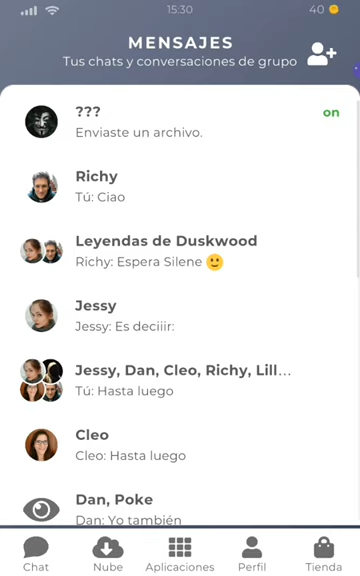 15:30
40
MENSAJES
Tus chats y conversaciones de grupo
???
on
Enviaste un archivo.
Richy
Tú: Ciao
Leyendas de Duskwood
Richy: Espera Silene 🙂
Jessy
Jessy: Es deciiir:
Jessy, Dan, Cleo, Richy, Lill...
Tú: Hasta luego
Cleo
Cleo: Hasta luego
Dan, Poke
Dan: Yo también
Chat
Nube
Aplicaciones
Perfil
Tienda